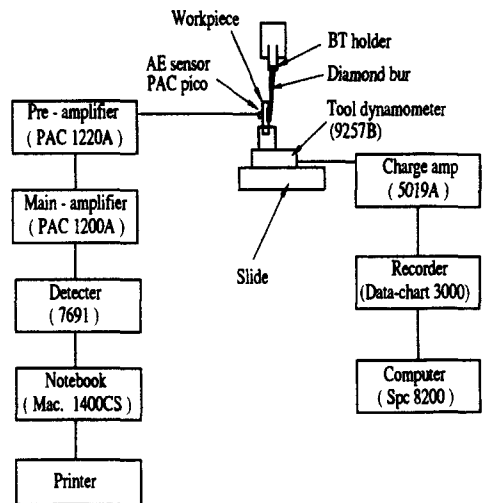 Workpiece
AE sensor
PAC pico
BT holder
Diamond bur
Tool dynamometer
(9257B)
Pre - amplifier
( PAC 1220A )
Main - amplifier
( PAC 1200A )
Detecter
( 7691 )
Notebook
( Mac. 1400CS )
Printer
Slide
Charge amp
( 5019A )
Recorder
(Data-chart 3000)
Computer
( Spc 8200 )